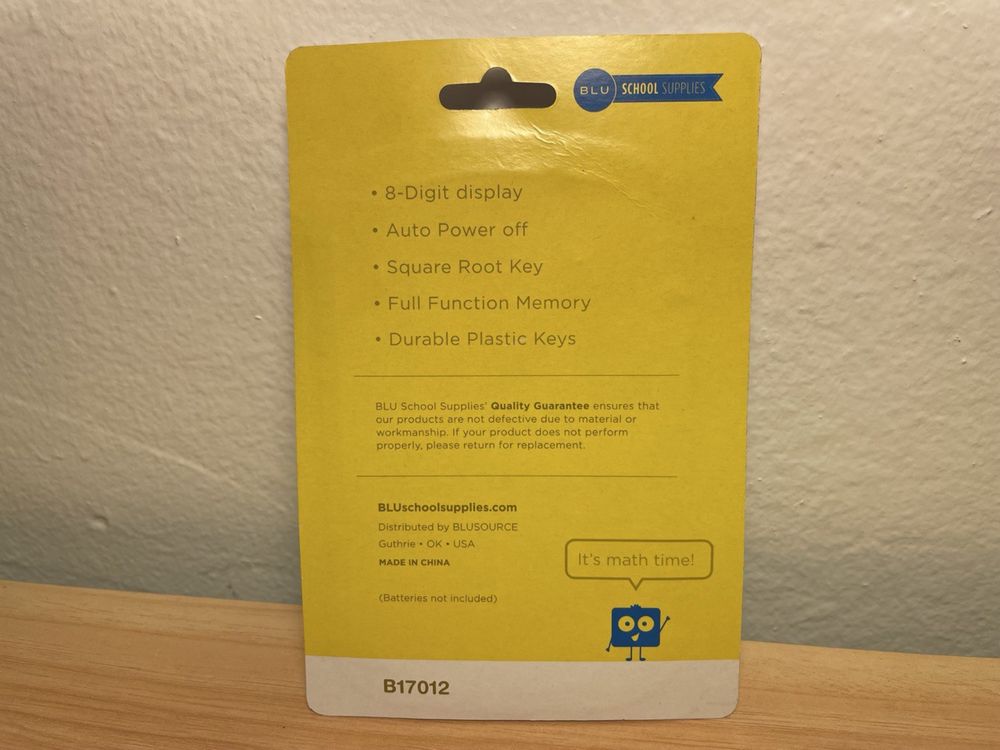 BLU SCHOOL SUPPLIES
• 8-Digit display
• Auto Power off
• Square Root Key
• Full Function Memory
• Durable Plastic Keys
BLU School Supplies' Quality Guarantee ensures that
our products are not defective due to material or
workmanship. If your product does not perform
properly, please return for replacement.
BLUschoolsupplies.com
Distributed by BLUSOURCE
Guthrie • OK • USA
MADE IN CHINA
It's math time!
(Batteries not included)
B17012